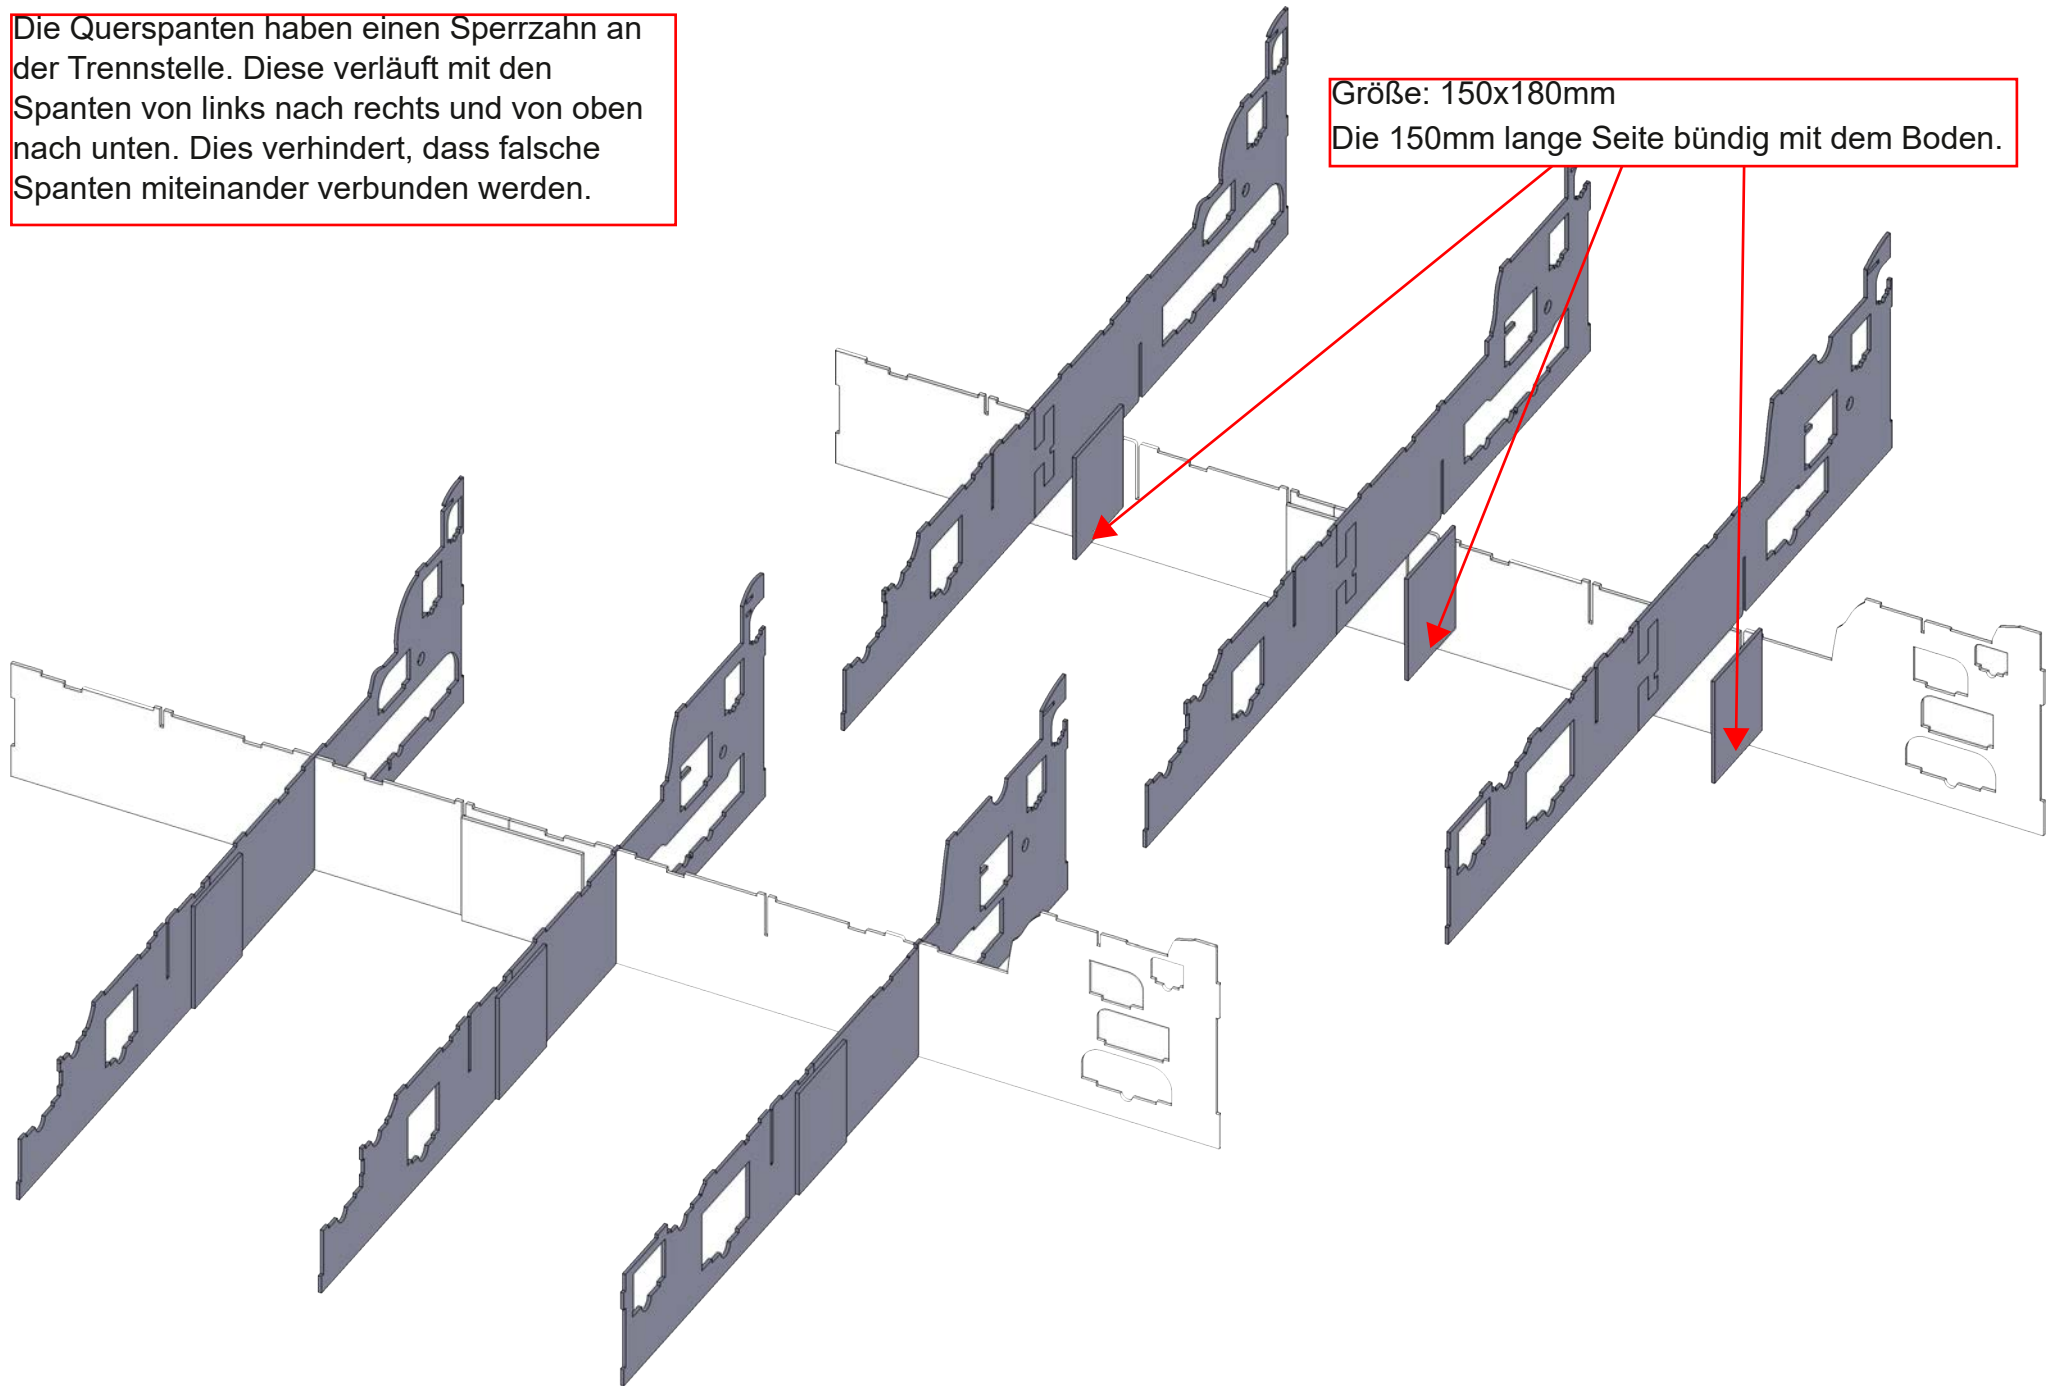 Die Querspanten haben einen Sperrzahn an
der Trennstelle. Diese verläuft mit den
Spanten von links nach rechts und von oben
nach unten. Dies verhindert, dass falsche
Spanten miteinander verbunden werden.
Größe: 150x180mm
Die 150mm lange Seite bündig mit dem Boden.